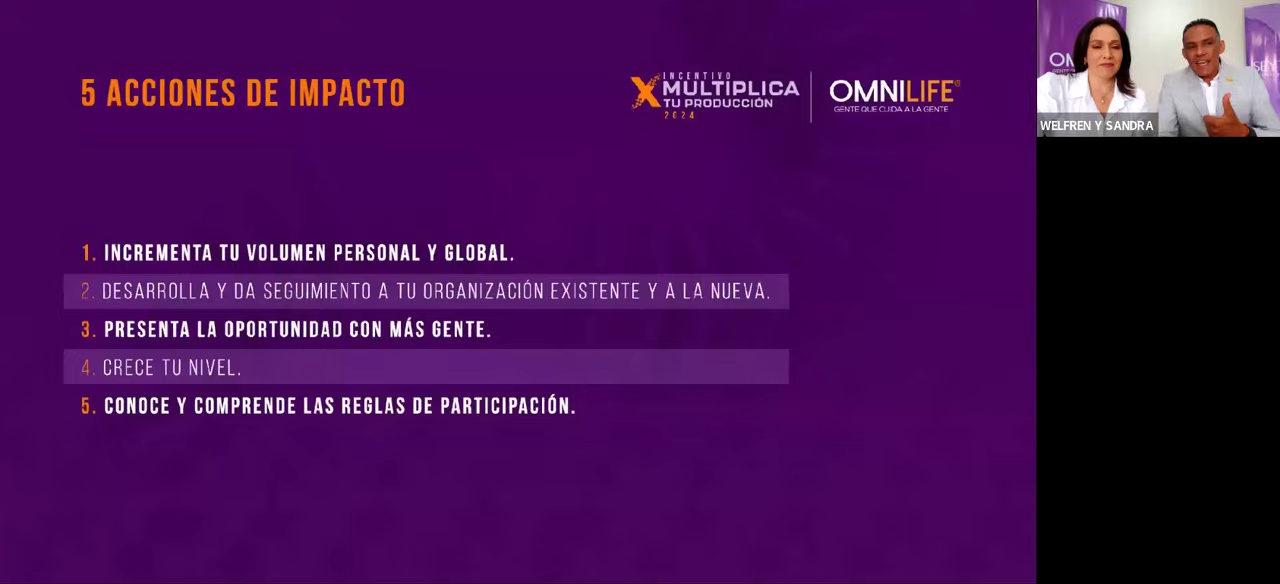 5 ACCIONES DE IMPACTO
INCENTIVO
MULTIPLICA
TU PRODUCCIÓN
2024
OMNILIFE
GENTE QUE CUIDA A LA GENTE
1. INCREMENTA TU VOLUMEN PERSONAL Y GLOBAL.
2. DESARROLLA Y DA SEGUIMIENTO A TU ORGANIZACIÓN EXISTENTE Y A LA NUEVA.
3. PRESENTA LA OPORTUNIDAD CON MÁS GENTE.
4. CRECE TU NIVEL.
5. CONOCE Y COMPRENDE LAS REGLAS DE PARTICIPACIÓN.
WELFREN Y SANDRA